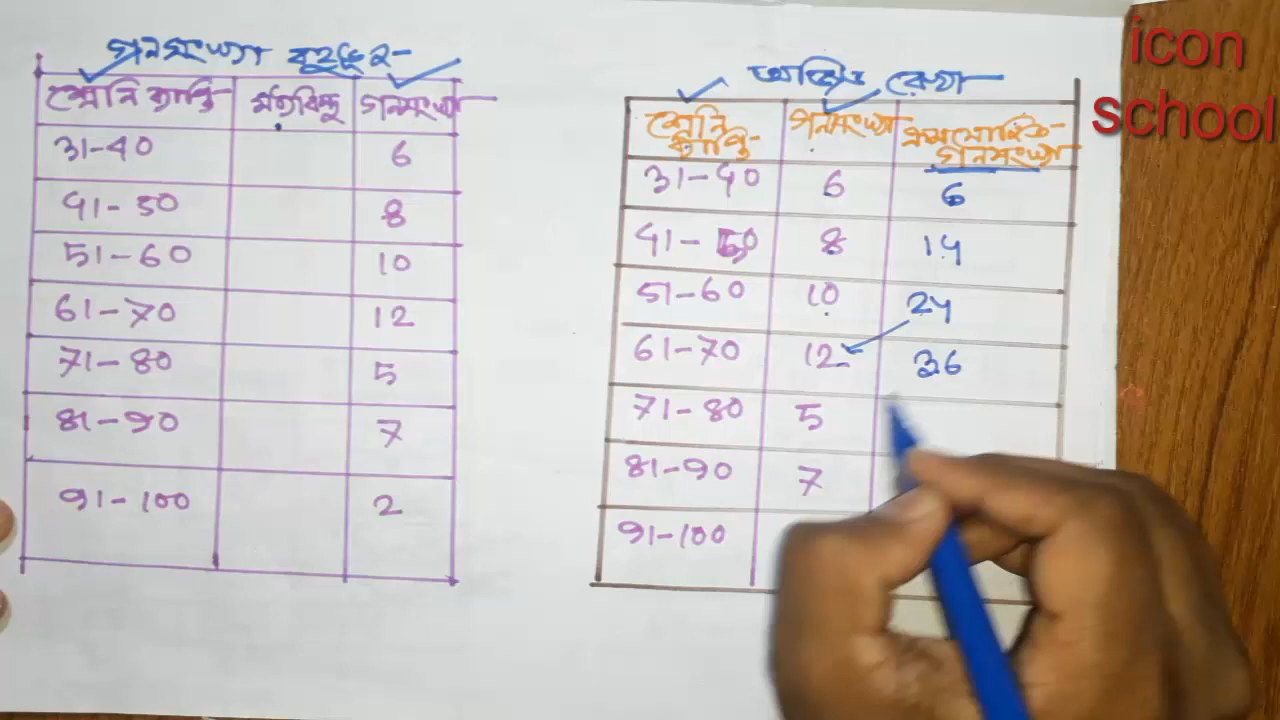 গনসংখ্যা বহুভুজ-
শ্রেনি ব্যাপ্তি মধ্যবিন্দু গনসংখ্যা
31-40 6
41-50 8
51-60 10
61-70 12
71-80 5
81-90 7
91-100 2
অজিভ রেখা
শ্রেনি ব্যাপ্তি- গনসংখ্যা ক্রমযোজিত-গনসংখ্যা
31-40 6 6
41-50 8 14
51-60 10 24
61-70 12 36
71-80 5
81-90 7
91-100
icon
school